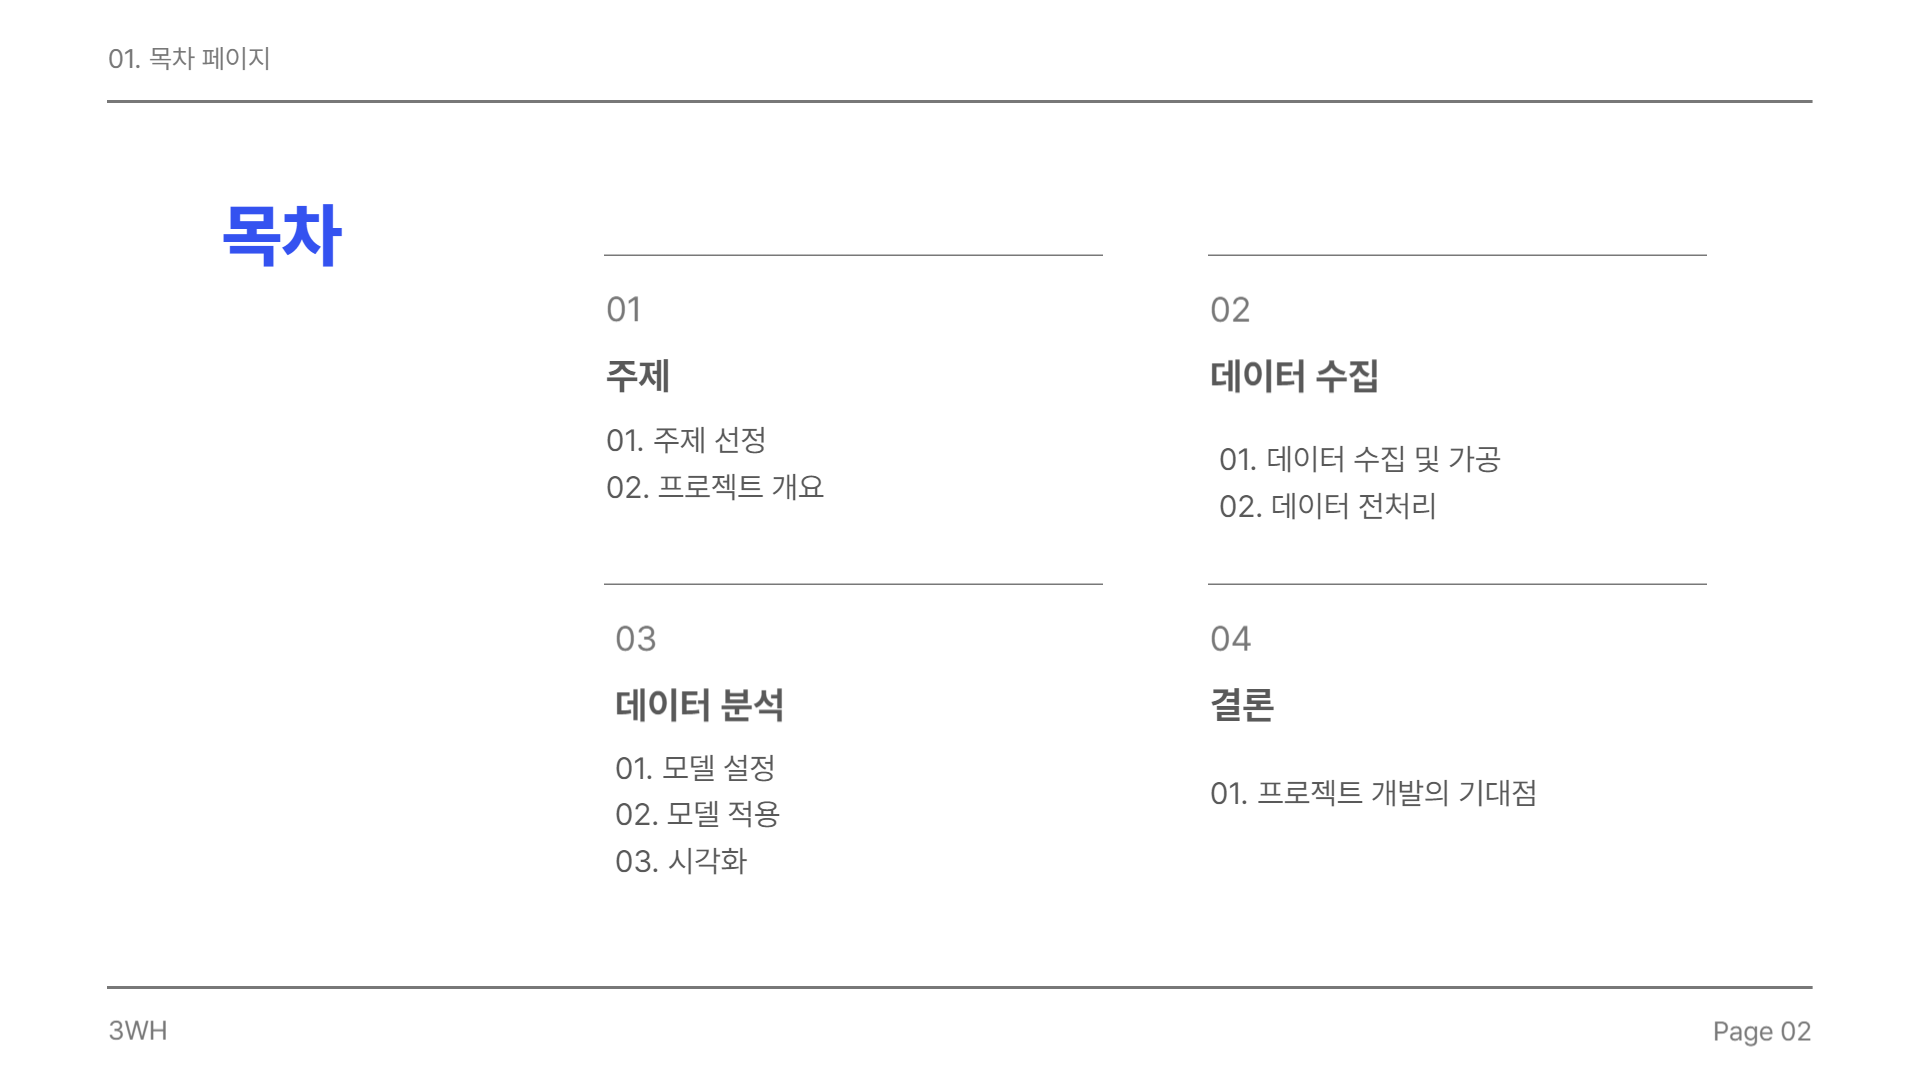 01. 목차 페이지
목차
01
주제
01. 주제 선정
02. 프로젝트 개요
02
데이터 수집
01. 데이터 수집 및 가공
02. 데이터 전처리
03
데이터 분석
01. 모델 설정
02. 모델 적용
03. 시각화
04
결론
01. 프로젝트 개발의 기대점
3WH
Page 02